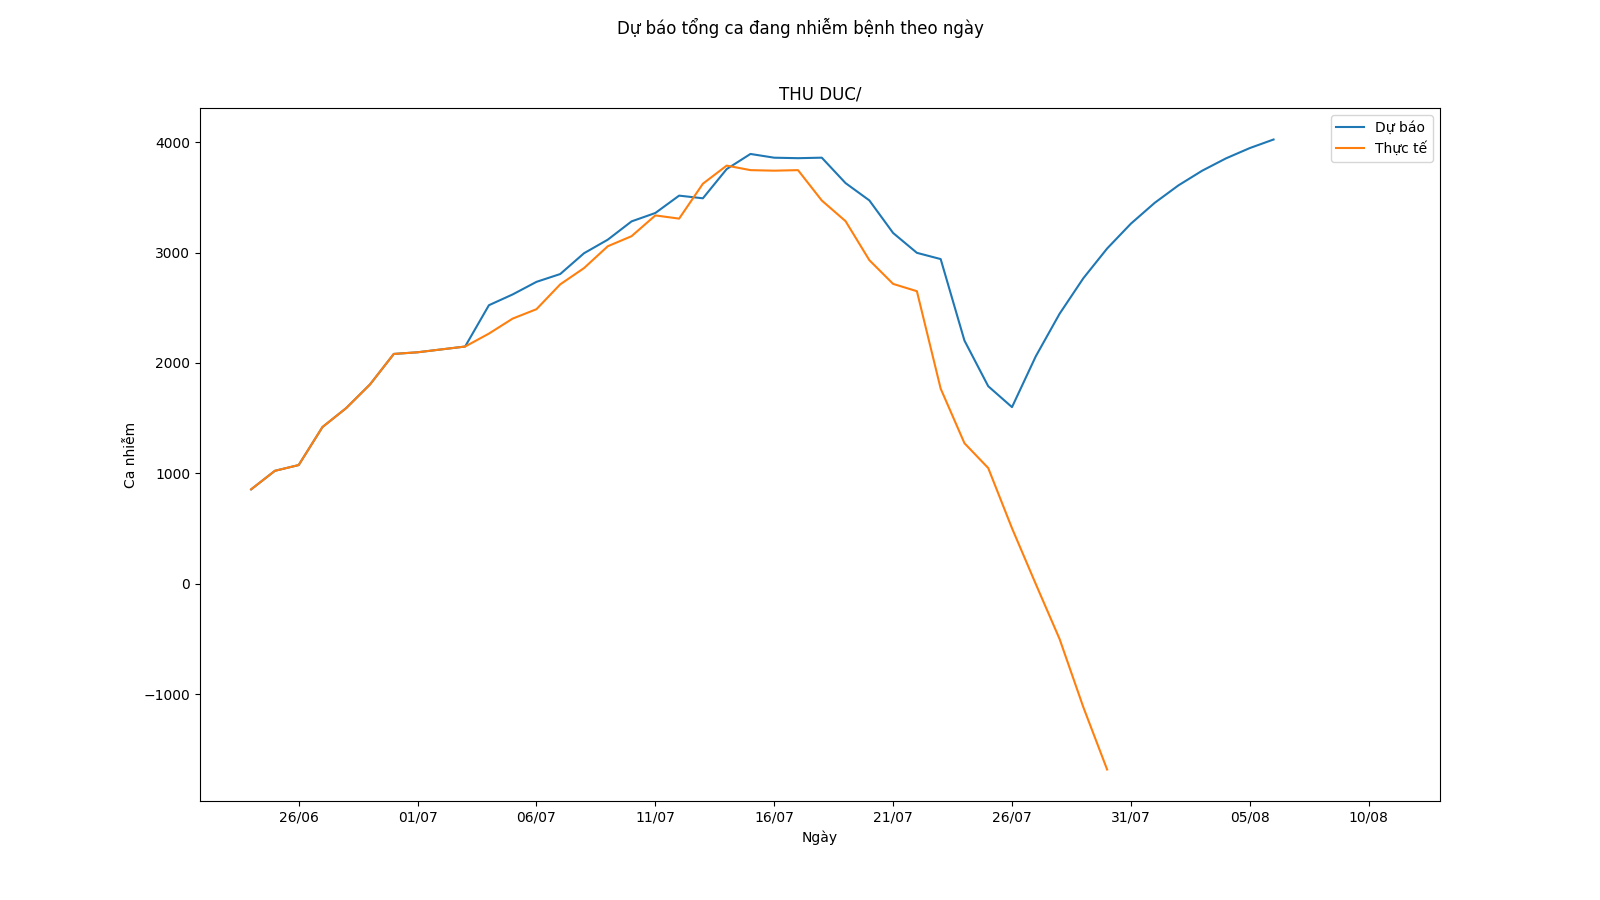 Dự báo tổng ca đang nhiễm bệnh theo ngày
THU DUC/
Dự báo
Thực tế
4000
3000
2000
1000
0
−1000
Ca nhiễm
26/06 01/07 06/07 11/07 16/07 21/07 26/07 31/07 05/08 10/08
Ngày